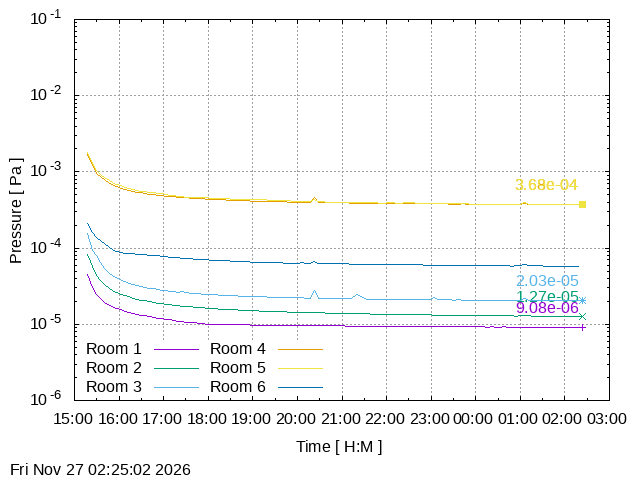 10^-1
10^-2
10^-3
10^-4
10^-5
10^-6
Pressure [ Pa ]
3.68e-04
2.03e-05
1.27e-05
9.08e-06
Room 1 Room 4
Room 2 Room 5
Room 3 Room 6
15:00 16:00 17:00 18:00 19:00 20:00 21:00 22:00 23:00 00:00 01:00 02:00 03:00
Time [ H:M ]
Fri Nov 27 02:25:02 2026